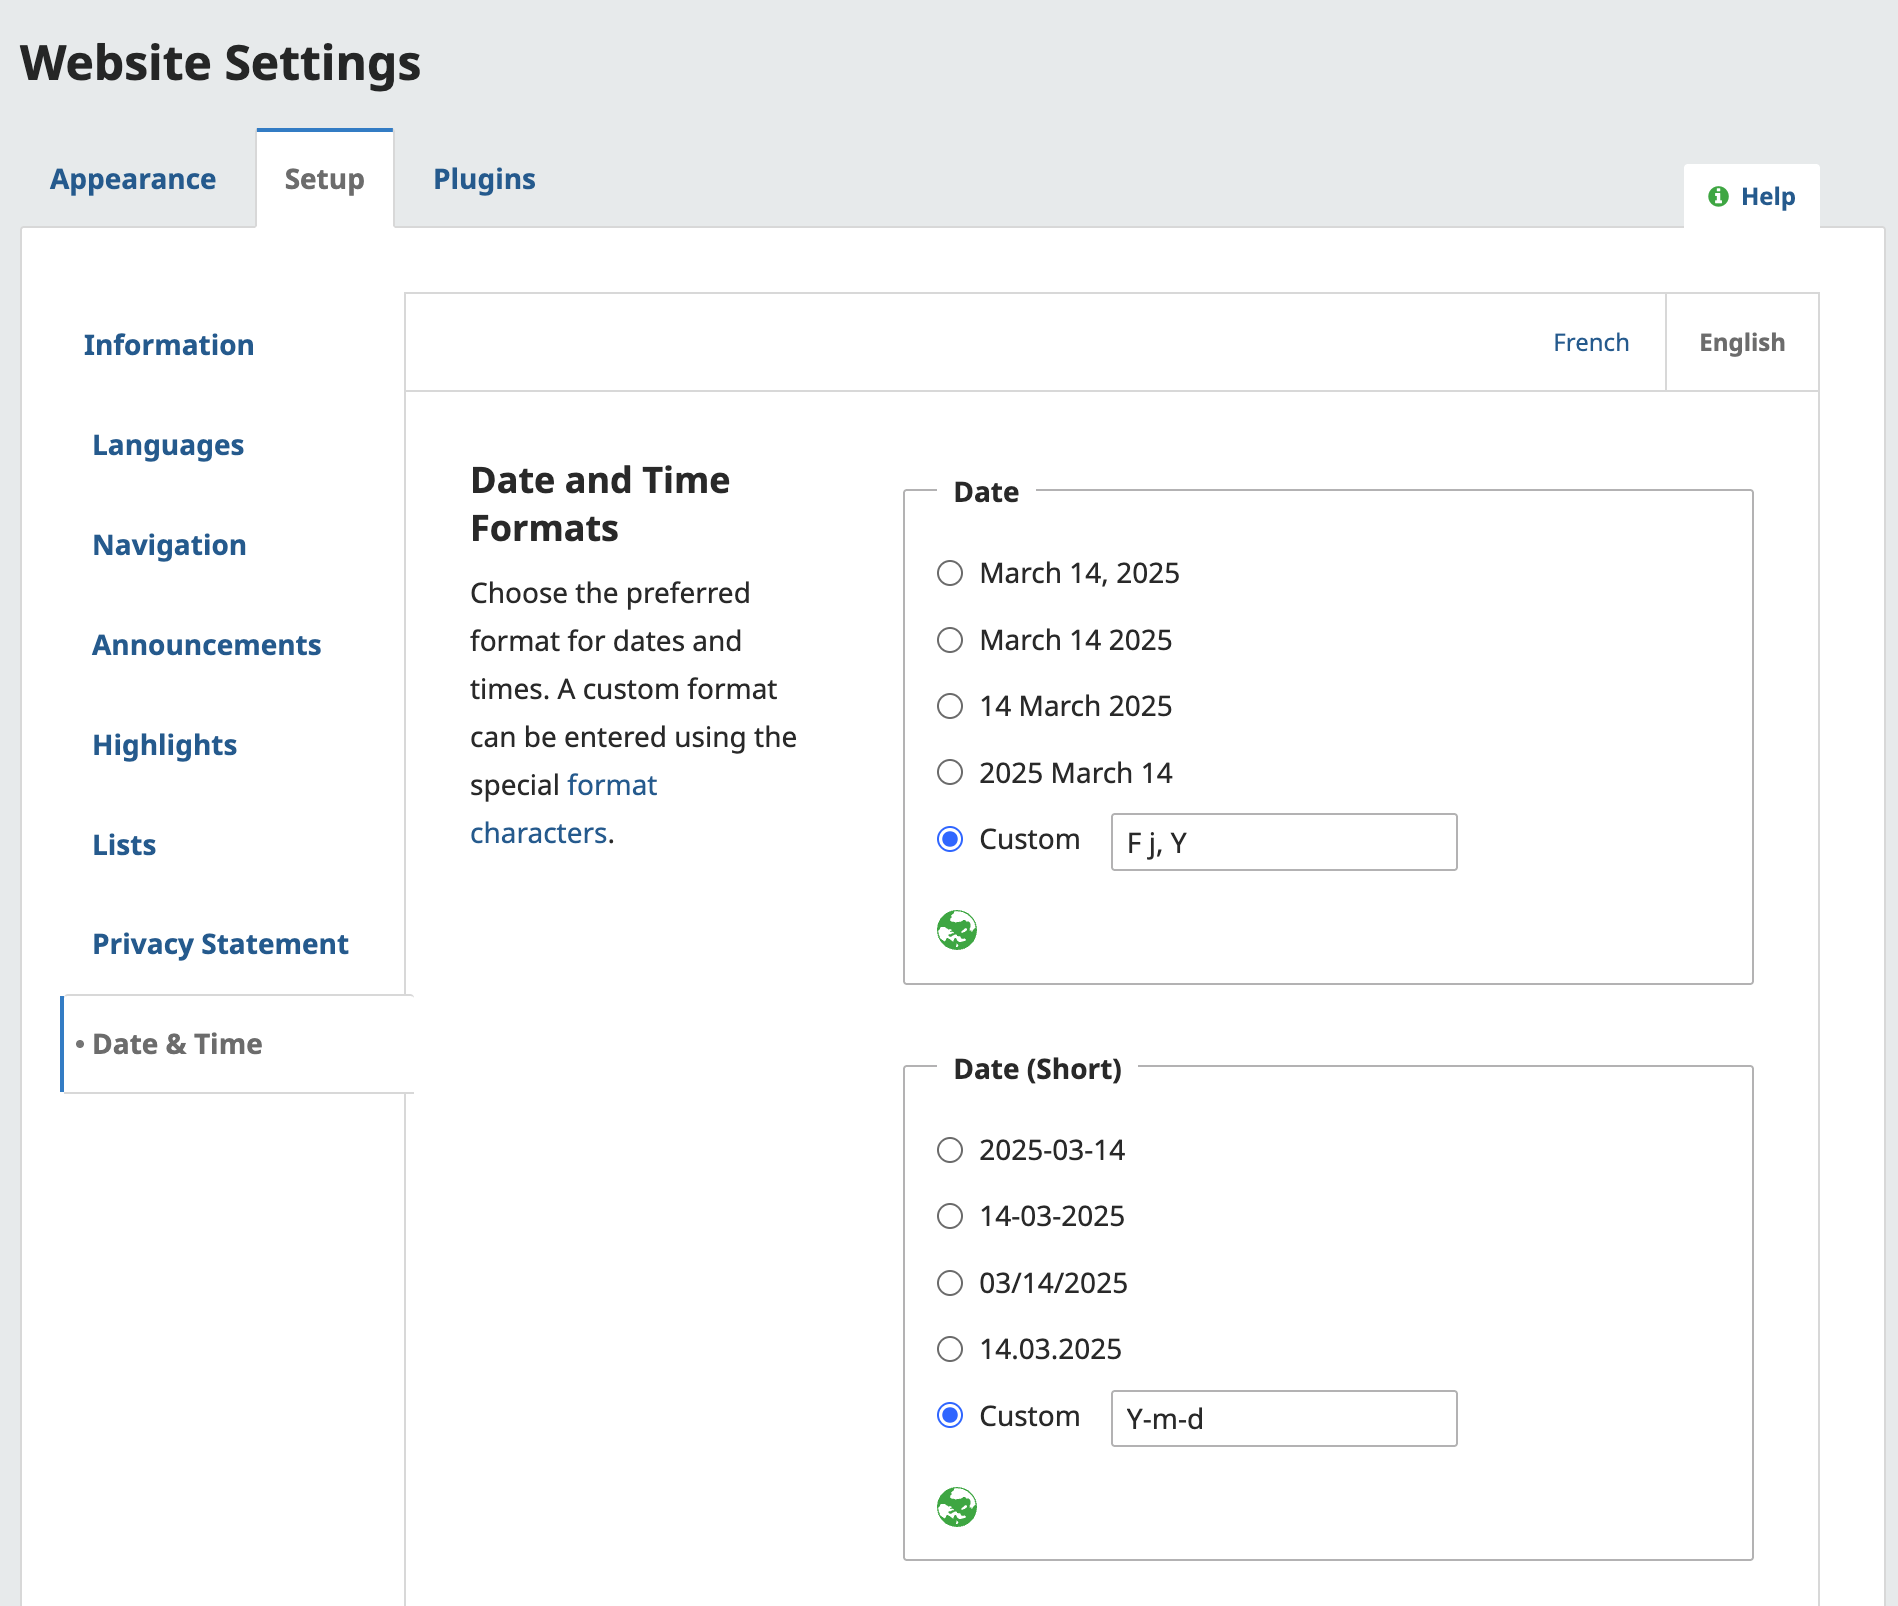 Website Settings
Appearance
Setup
Plugins
Help
Information
Languages
Navigation
Announcements
Highlights
Lists
Privacy Statement
• Date & Time
French
English
Date and Time
Formats
Choose the preferred
format for dates and
times. A custom format
can be entered using the
special format
characters.
Date
March 14, 2025
March 14 2025
14 March 2025
2025 March 14
Custom F j, Y
Date (Short)
2025-03-14
14-03-2025
03/14/2025
14.03.2025
Custom Y-m-d